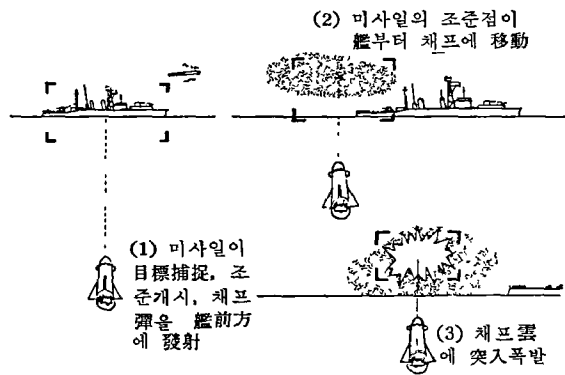 (1) 미사일이
目標捕捉, 조
준개시, 채프
彈을 艦前方
에 發射
(2) 미사일의 조준점이
艦부터 채프에 移動
(3) 채프雲
에 突入폭발